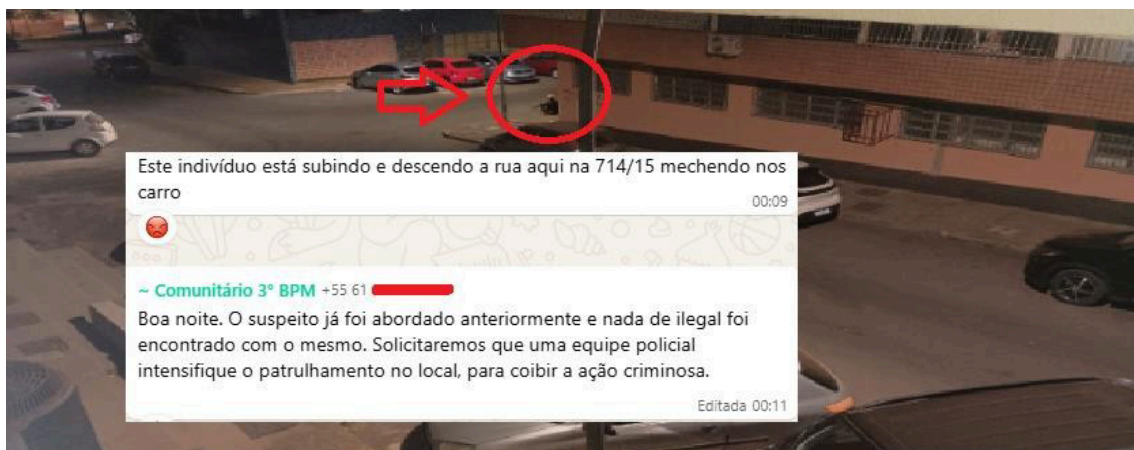 Este indivíduo está subindo e descendo a rua aqui na 714/15 mechendo nos
carro
00:09
~ Comunitário 3° BPM +55 61
Boa noite. O suspeito já foi abordado anteriormente e nada de ilegal foi
encontrado com o mesmo. Solicitaremos que uma equipe policial
intensifique o patrulhamento no local, para coibir a ação criminosa.
Editada 00:11